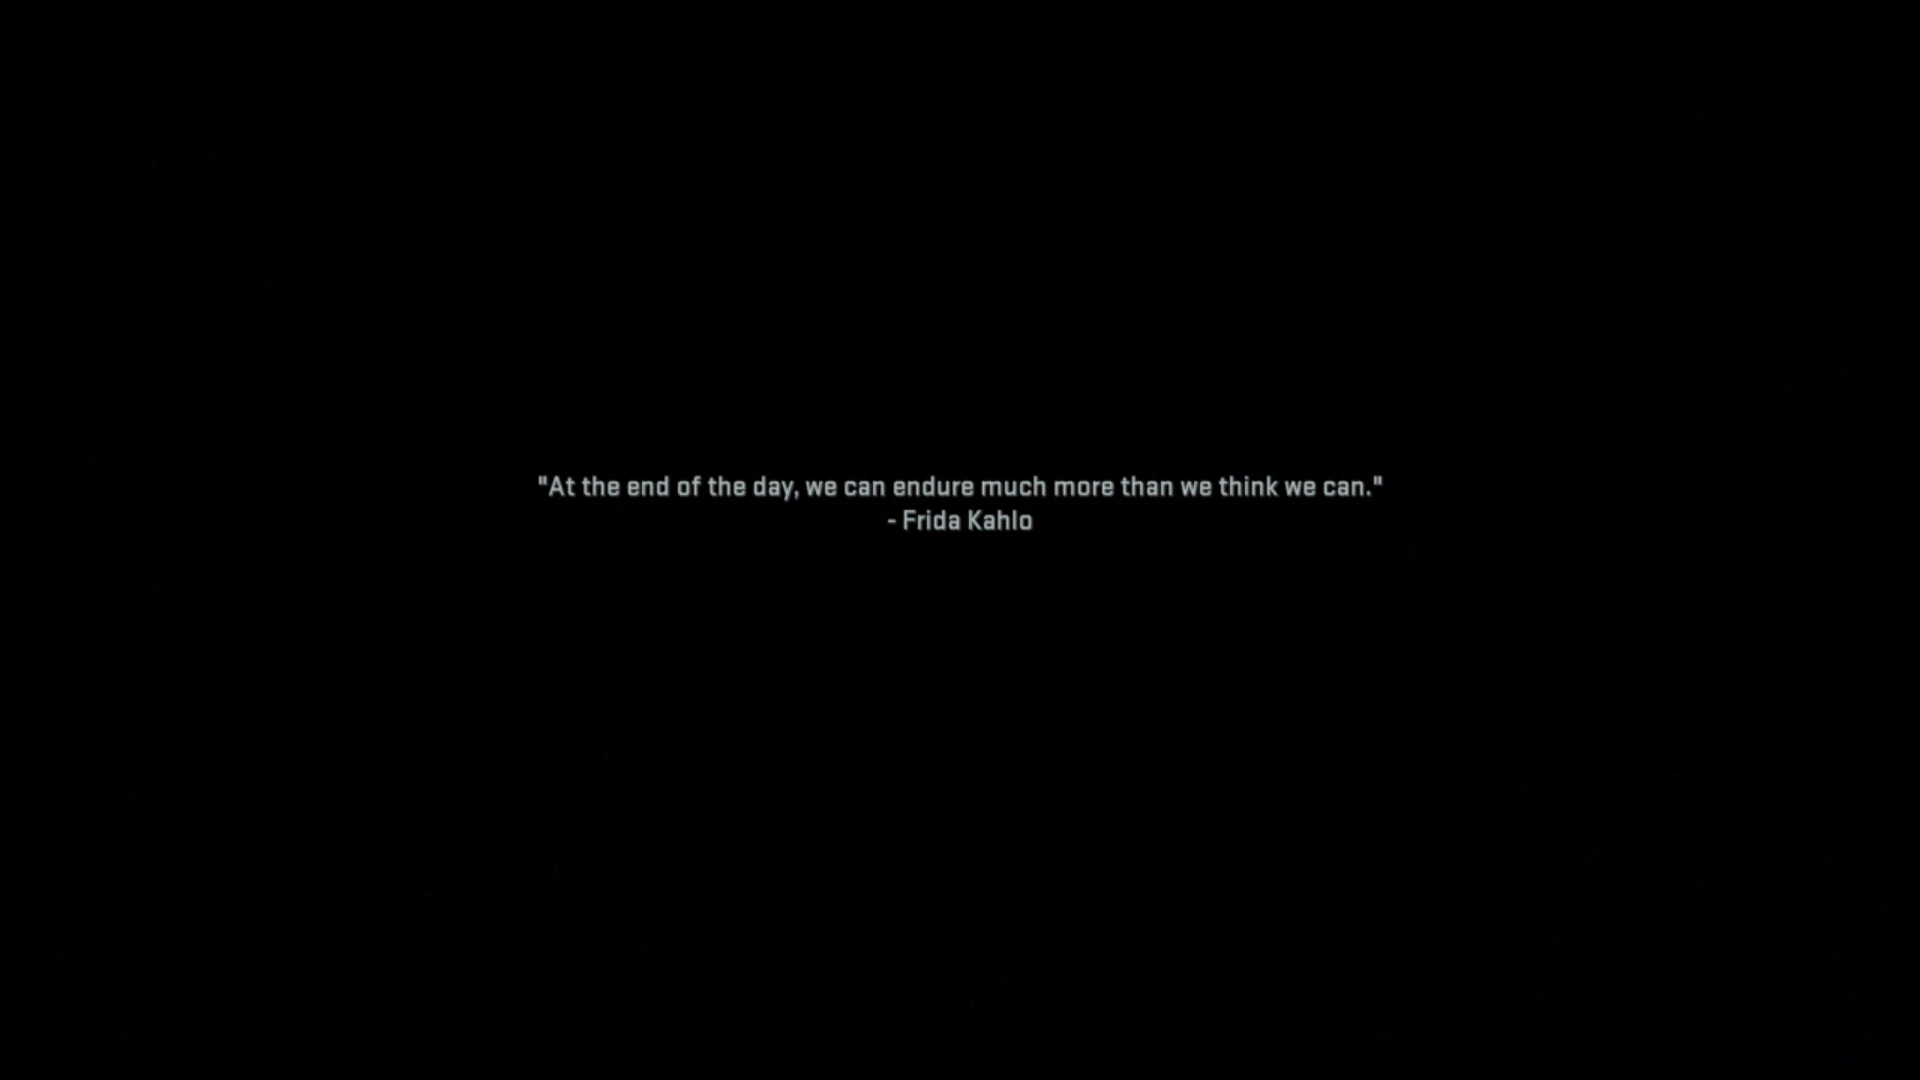 "At the end of the day, we can endure much more than we think we can."
- Frida Kahlo